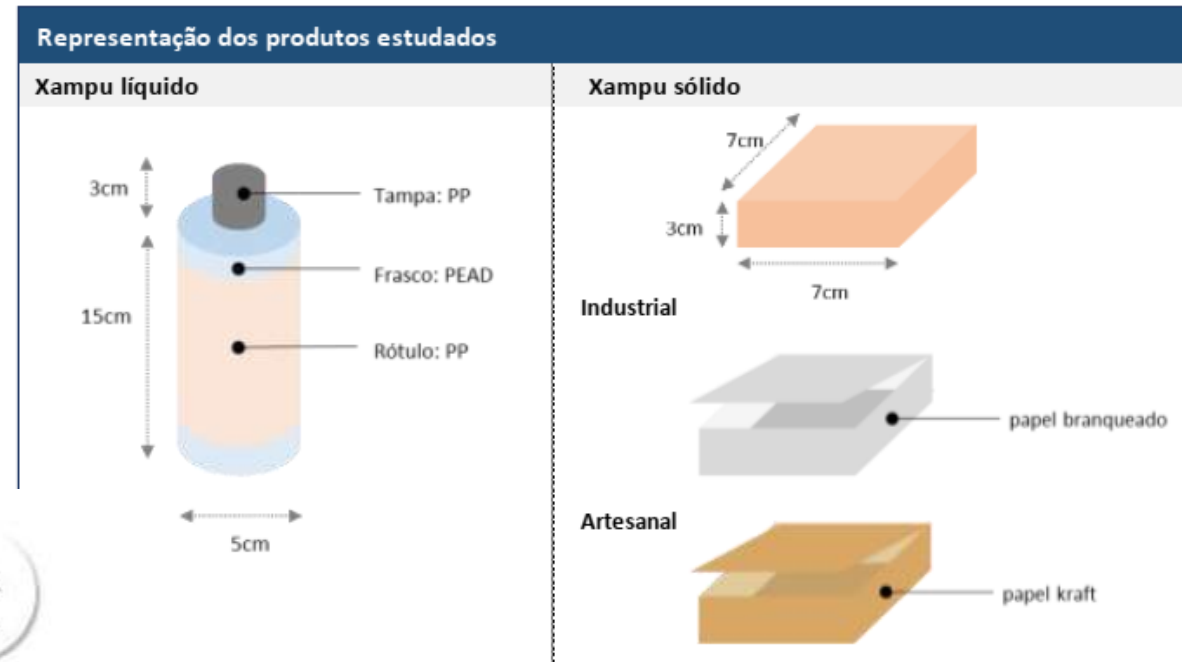 Representação dos produtos estudados
Xampu líquido
3cm
Tampa: PP
Frasco: PEAD
15cm
Rótulo: PP
5cm
Xampu sólido
7cm
3cm
7cm
Industrial
papel branqueado
Artesanal
papel kraft